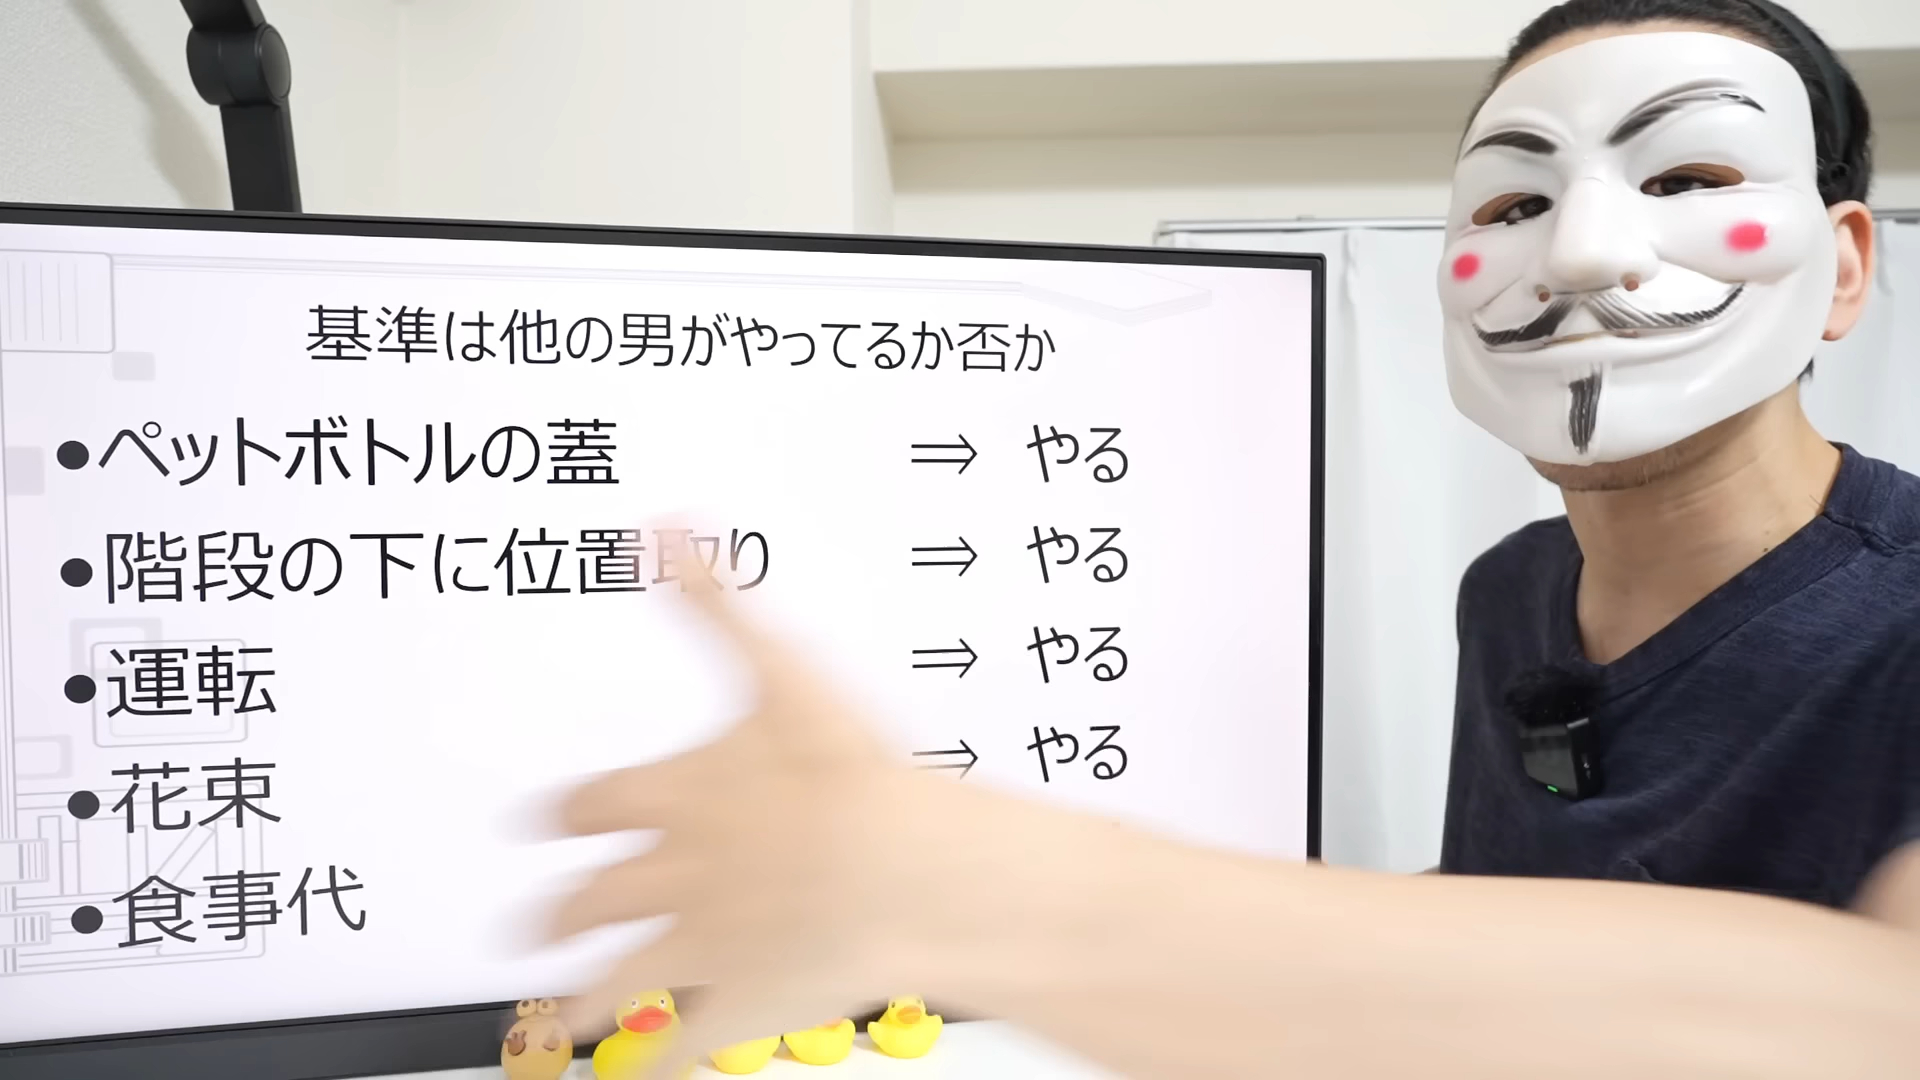 基準は他の男がやってるか否か
•ペットボトルの蓋 ⇒ やる
•階段の下に位置取り ⇒ やる
•運転 ⇒ やる
•花束 ⇒ やる
•食事代